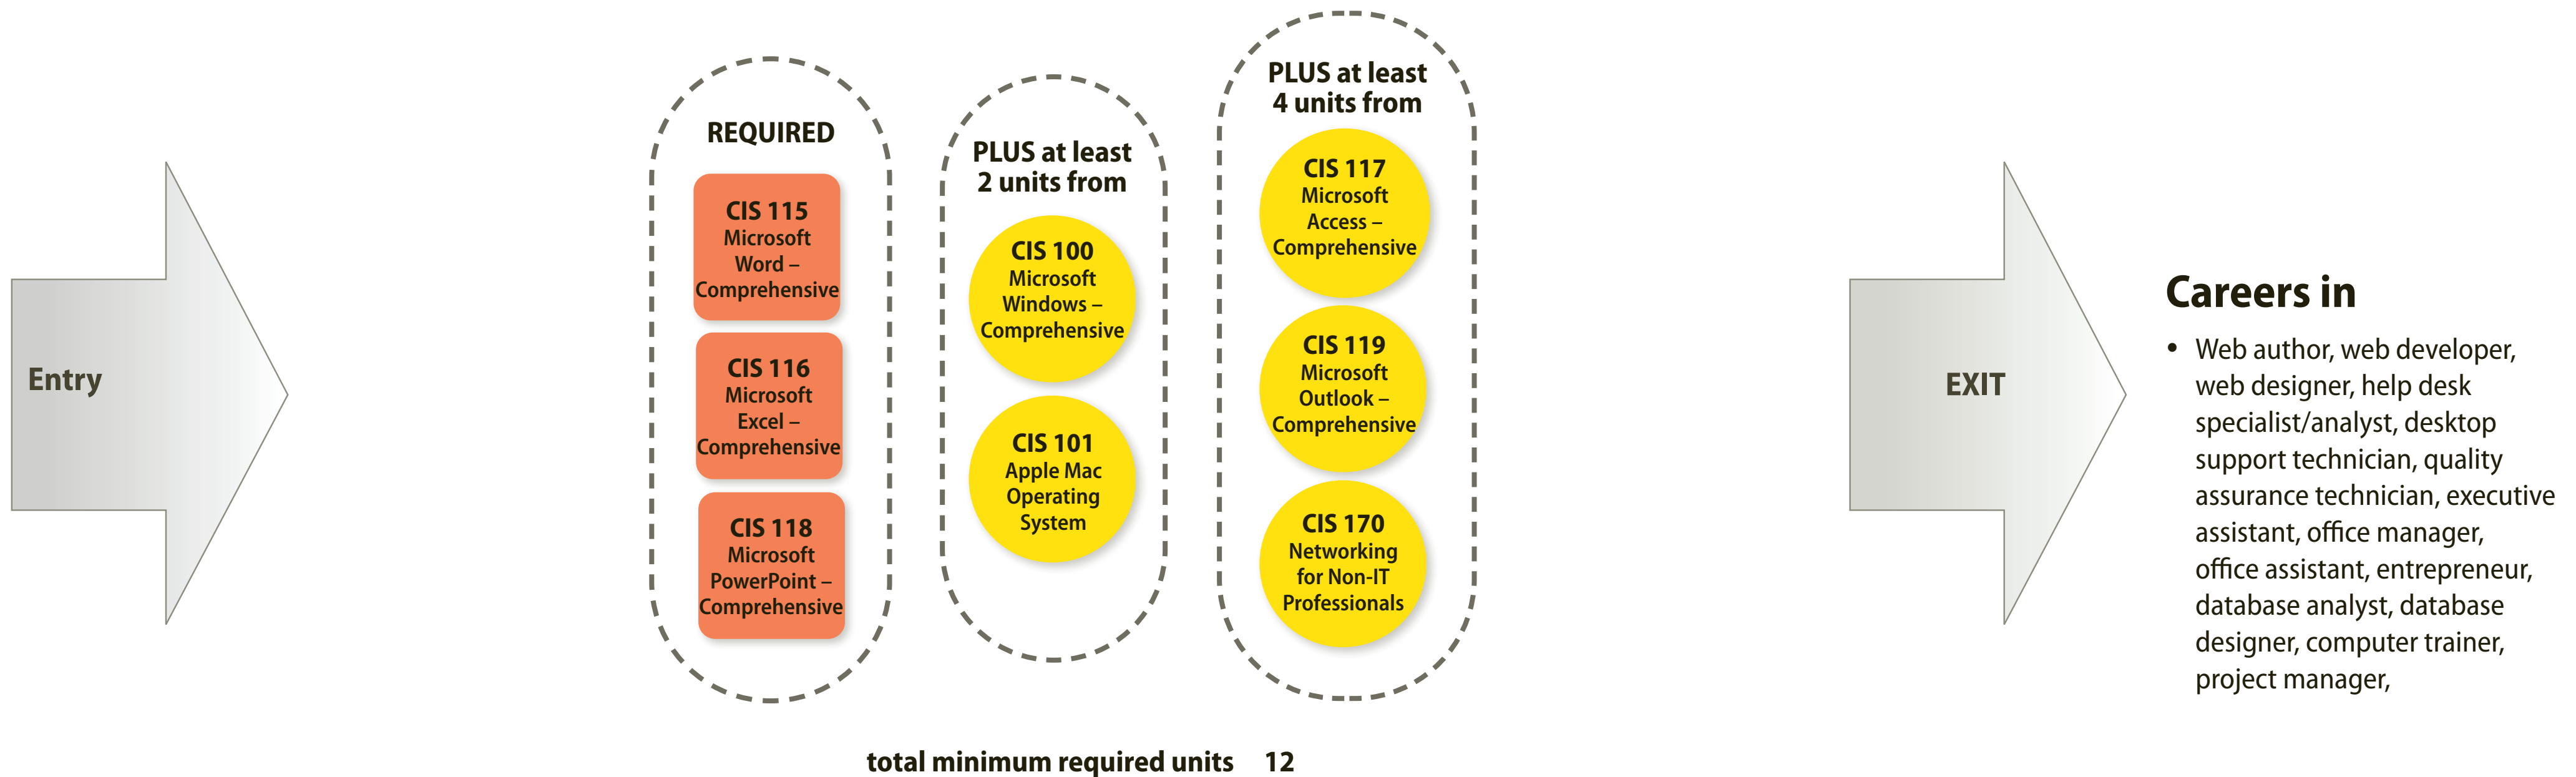 Entry
REQUIRED
CIS 115
Microsoft
Word –
Comprehensive
CIS 116
Microsoft
Excel –
Comprehensive
CIS 118
Microsoft
PowerPoint –
Comprehensive
PLUS at least
2 units from
CIS 100
Microsoft
Windows –
Comprehensive
CIS 101
Apple Mac
Operating
System
PLUS at least
4 units from
CIS 117
Microsoft
Access –
Comprehensive
CIS 119
Microsoft
Outlook –
Comprehensive
CIS 170
Networking
for Non-IT
Professionals
total minimum required units 12
EXIT
Careers in
• Web author, web developer,
web designer, help desk
specialist/analyst, desktop
support technician, quality
assurance technician, executive
assistant, office manager,
office assistant, entrepreneur,
database analyst, database
designer, computer trainer,
project manager,